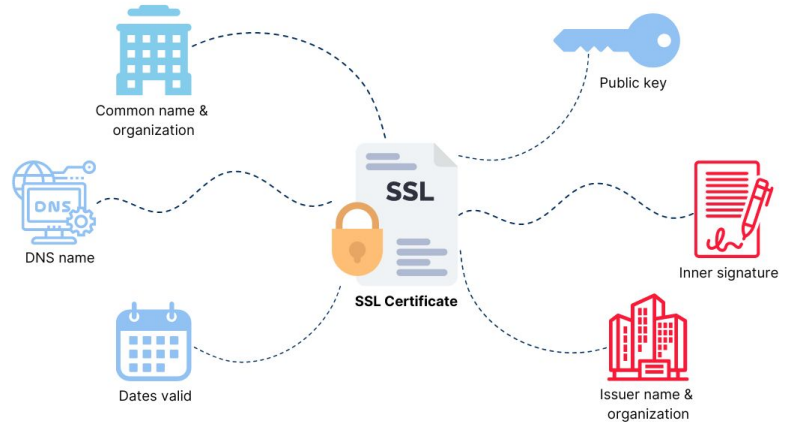 Common name &
organization
Public key
DNS
SSL
DNS name
Inner signature
SSL Certificate
Dates valid
Issuer name &
organization